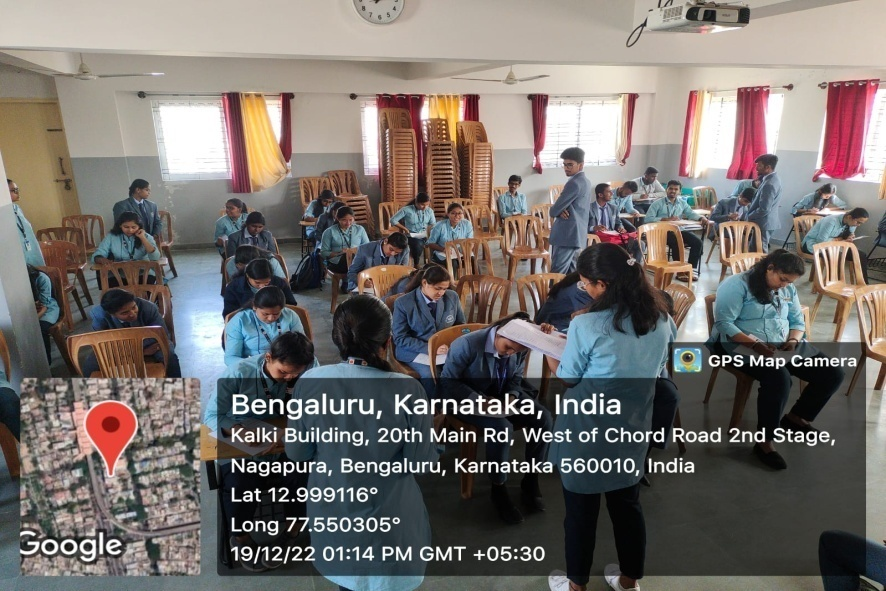 GPS Map Camera
Bengaluru, Karnataka, India
Kalki Building, 20th Main Rd, West of Chord Road 2nd Stage,
Nagapura, Bengaluru, Karnataka 560010, India
Lat 12.999116°
Long 77.550305°
19/12/22 01:14 PM GMT +05:30
Google